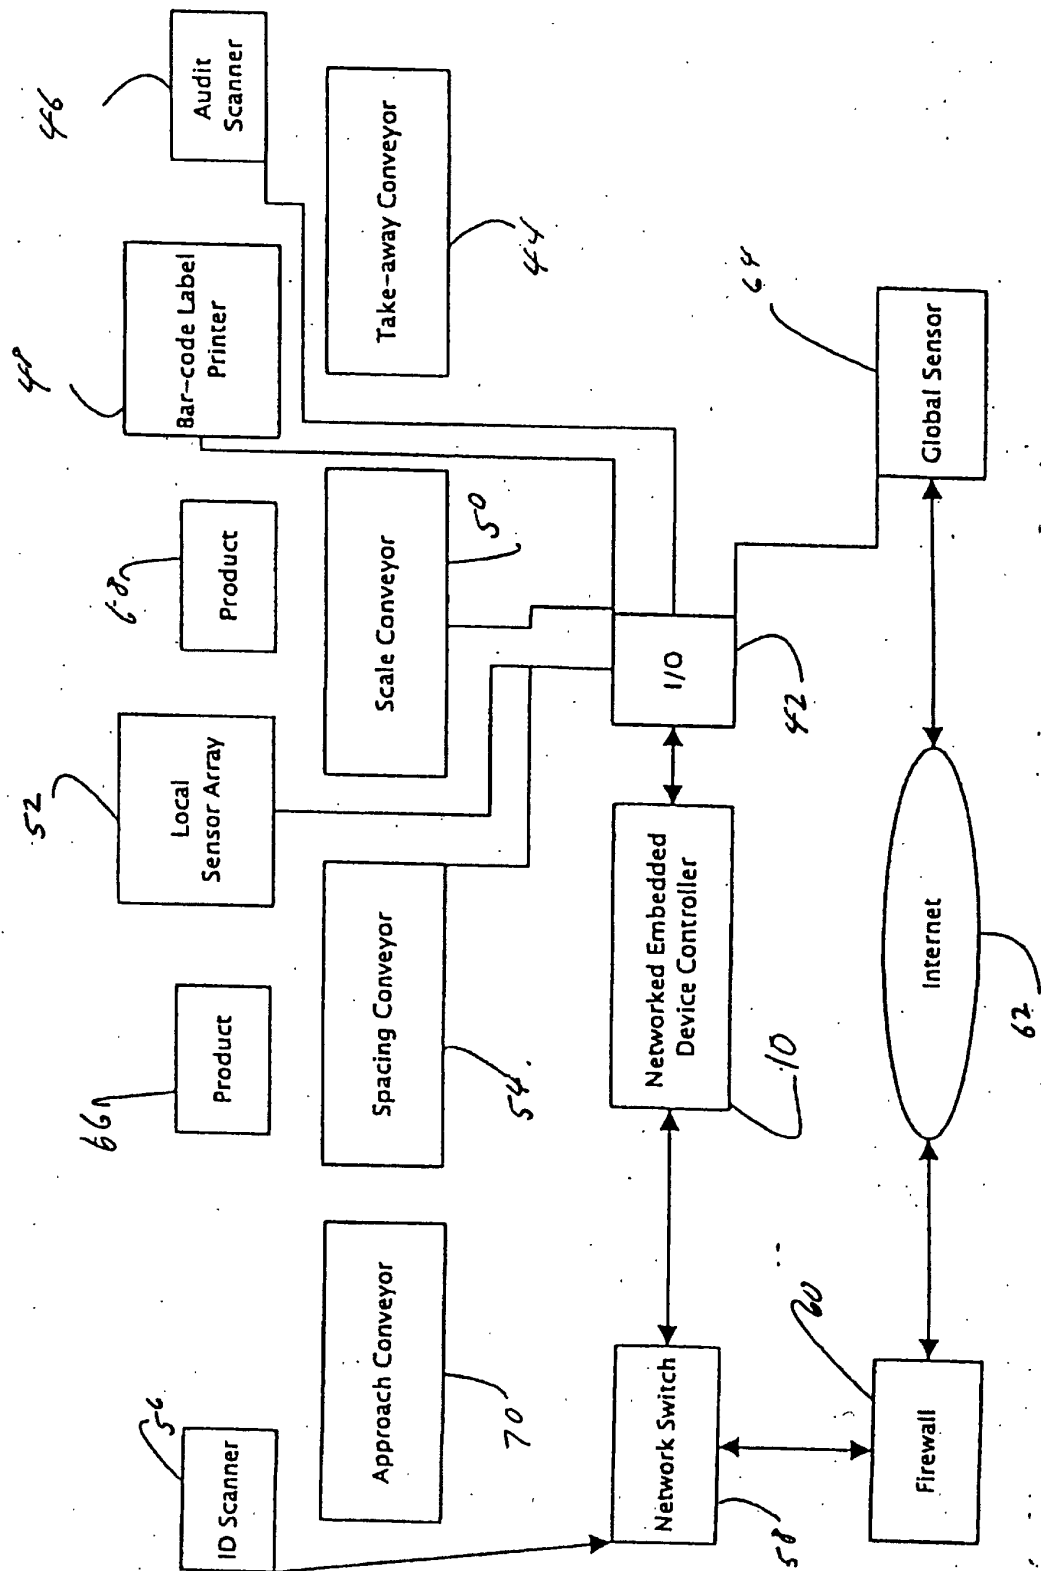 ID Scanner
56
Approach Conveyor
70
Product
66
Spacing Conveyor
54
Local
Sensor Array
52
Product
68
Scale Conveyor
50
Bar-code Label
Printer
48
Audit
Scanner
46
Take-away Conveyor
44
Network Switch
58
Networked Embedded
Device Controller
10
I/O
42
Firewall
60
Internet
62
Global Sensor
64